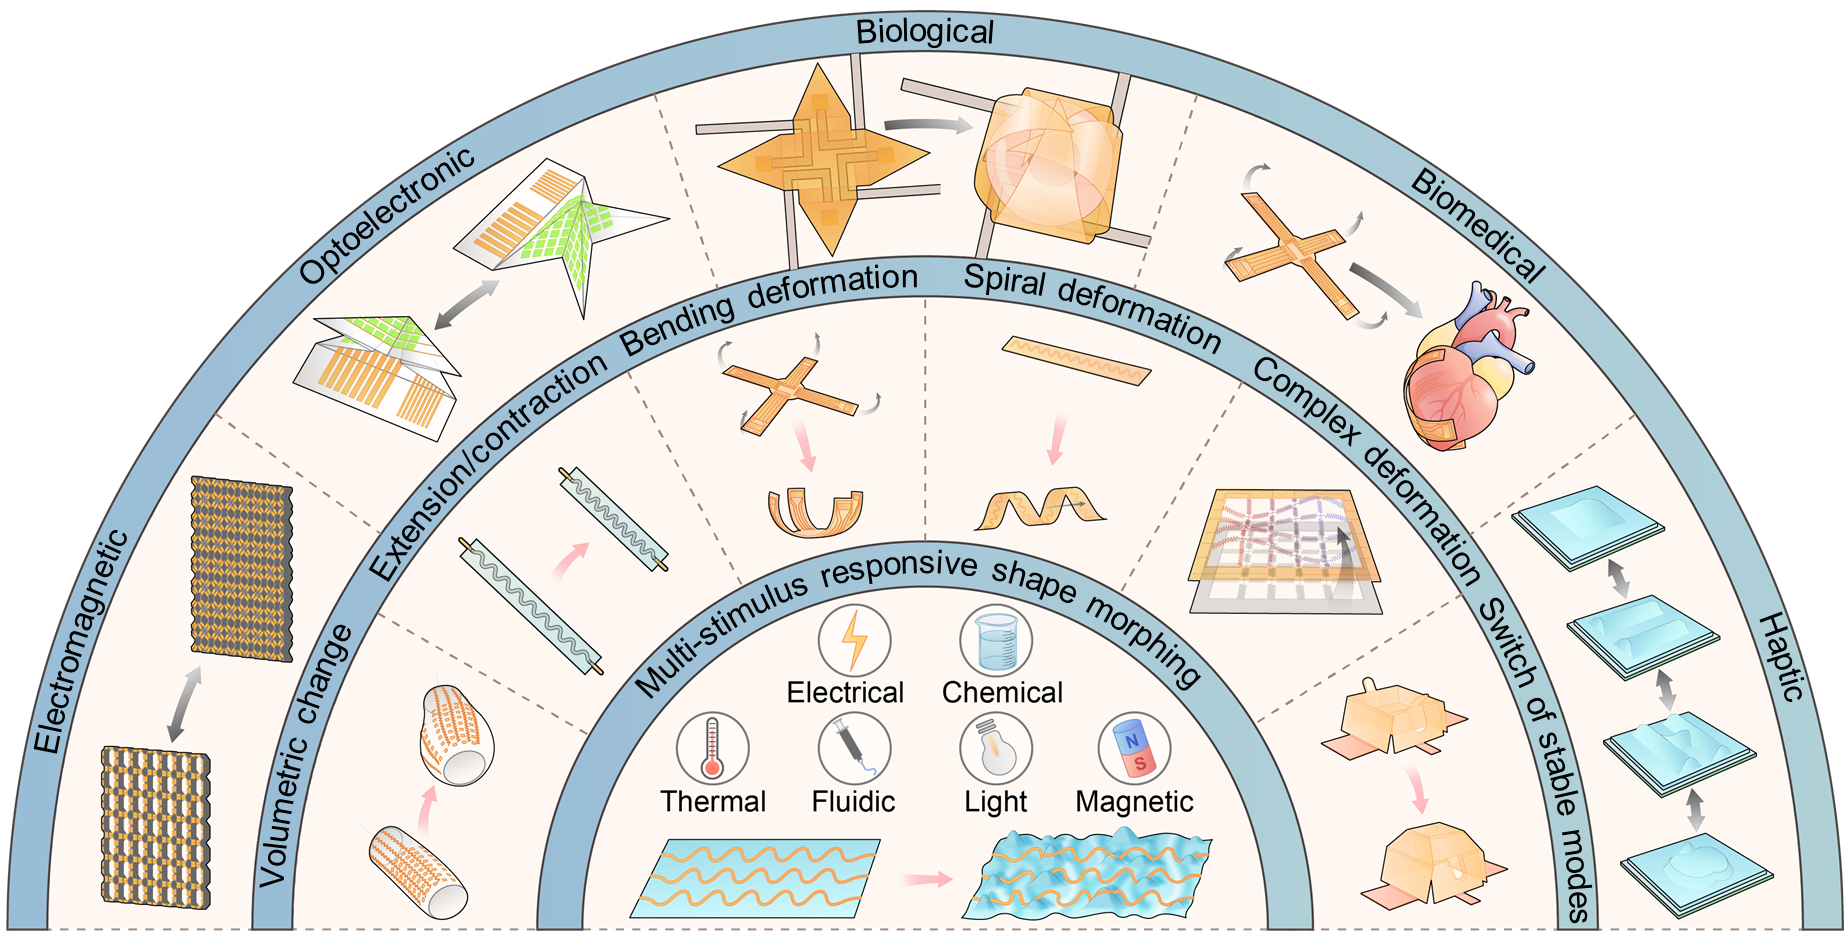 Biological
Optoelectronic
Biomedical
Electromagnetic
Haptic
Volumetric change
Extension/contraction
Bending deformation
Spiral deformation
Complex deformation
Switch of stable modes
Multi-stimulus responsive shape morphing
Electrical
Chemical
N
S
Thermal
Fluidic
Light
Magnetic